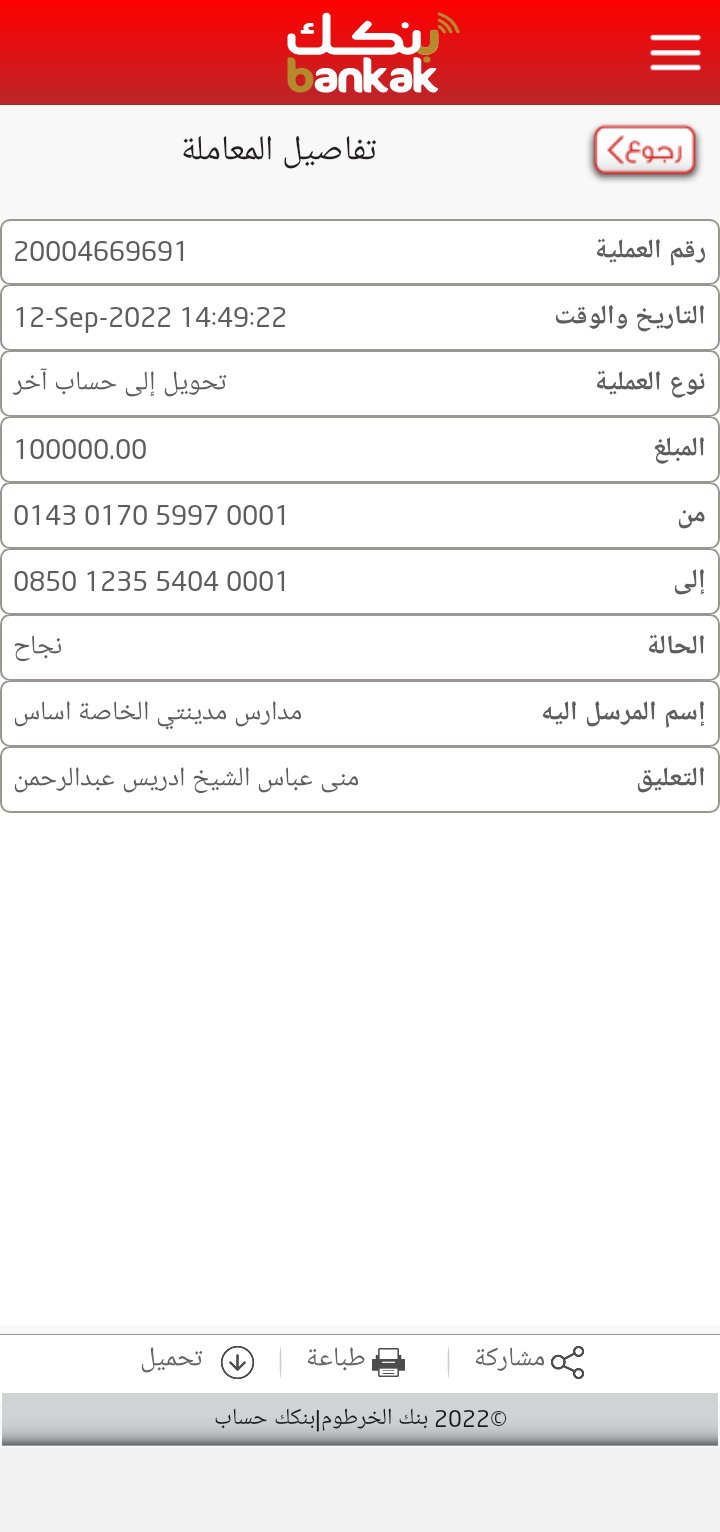 بنكك
bankak
رجوع
تفاصيل المعاملة
رقم العملية 20004669691
التاريخ والوقت 12-Sep-2022 14:49:22
نوع العملية تحويل إلى حساب آخر
المبلغ 100000.00
من 0143 0170 5997 0001
إلى 0850 1235 5404 0001
الحالة نجاح
إسم المرسل اليه مدارس مدينتي الخاصة اساس
التعليق منى عباس الشيخ ادريس عبدالرحمن
مشاركة | طباعة | تحميل
©2022 بنك الخرطوم|بنكك حساب